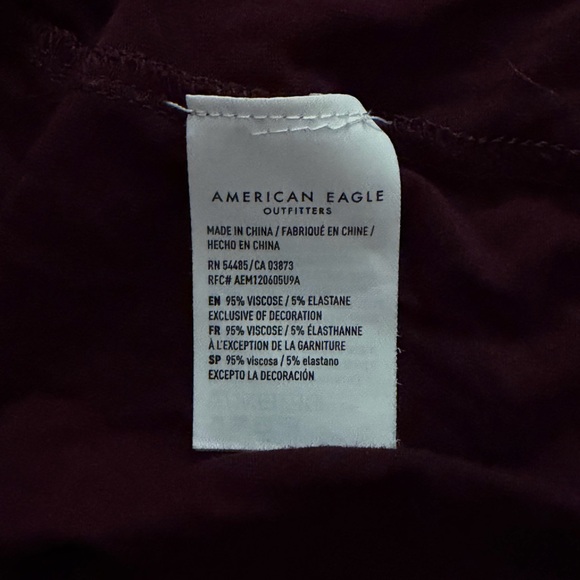 AMERICAN EAGLE
OUTFITTERS
MADE IN CHINA / FABRIQUÉ EN CHINE /
HECHO EN CHINA
RN 54485/CA 03873
RFC# AEM120605U9A
EN 95% VISCOSE / 5% ELASTANE
EXCLUSIVE OF DECORATION
FR 95% VISCOSE / 5% ÉLASTHANNE
À L'EXCEPTION DE LA GARNITURE
SP 95% viscosa / 5% elastano
EXCEPTO LA DECORACIÓN